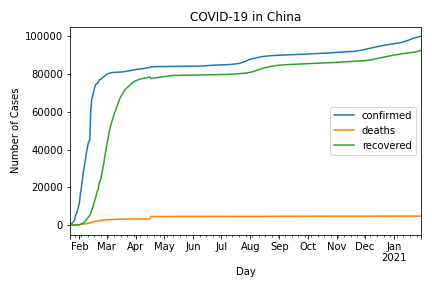 COVID-19 in China
100000
80000
60000
40000
20000
0
Number of Cases
confirmed
deaths
recovered
Feb Mar Apr May Jun Jul Aug Sep Oct Nov Dec Jan
2021
Day